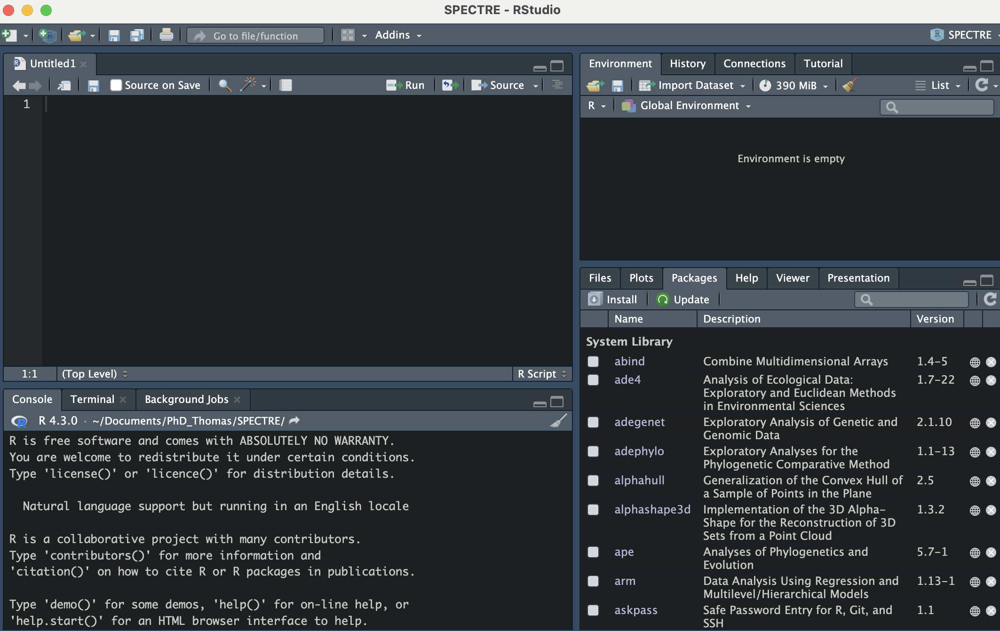 SPECTRE - RStudio
Go to file/function
Addins
SPECTRE
Untitled1
Source on Save
Run
Source
1
1:1
(Top Level)
R Script
Console
Terminal
Background Jobs
R 4.3.0 · ~/Documents/PhD_Thomas/SPECTRE/
R is free software and comes with ABSOLUTELY NO WARRANTY.
You are welcome to redistribute it under certain conditions.
Type 'license()' or 'licence()' for distribution details.
Natural language support but running in an English locale
R is a collaborative project with many contributors.
Type 'contributors()' for more information and
'citation()' on how to cite R or R packages in publications.
Type 'demo()' for some demos, 'help()' for on-line help, or
'help.start()' for an HTML browser interface to help.
Environment
History
Connections
Tutorial
Import Dataset
390 MiB
List
R
Global Environment
Environment is empty
Files
Plots
Packages
Help
Viewer
Presentation
Install
Update
Name
Description
Version
System Library
abind Combine Multidimensional Arrays 1.4-5
ade4 Analysis of Ecological Data: 1.7-22
Exploratory and Euclidean Methods
in Environmental Sciences
adegenet Exploratory Analysis of Genetic and 2.1.10
Genomic Data
adephylo Exploratory Analyses for the 1.1-13
Phylogenetic Comparative Method
alphahull Generalization of the Convex Hull of 2.5
a Sample of Points in the Plane
alphashape3d Implementation of the 3D Alpha- 1.3.2
Shape for the Reconstruction of 3D
Sets from a Point Cloud
ape Analyses of Phylogenetics and 5.7-1
Evolution
arm Data Analysis Using Regression and 1.13-1
Multilevel/Hierarchical Models
askpass Safe Password Entry for R, Git, and 1.1
SSH